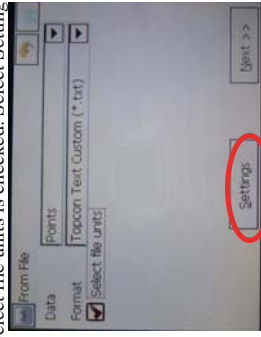 elect file units is checked. Select Setting
From File
Data
Points
Format
Topcon Text Custom (*.txt)
Select file units
Settings
Next >>